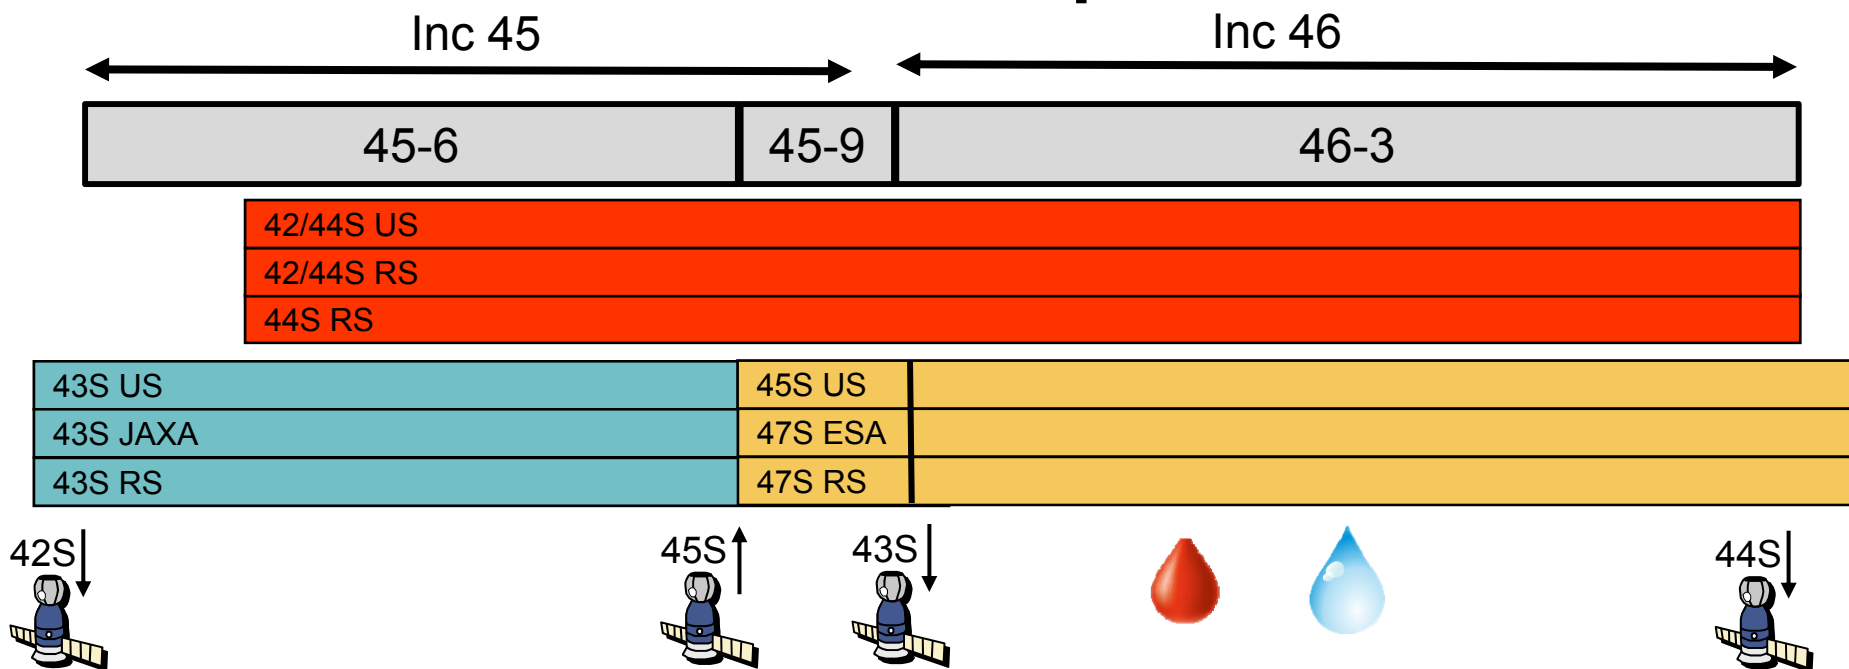 Inc 45
Inc 46
45-6
45-9
46-3
42/44S US
42/44S RS
44S RS
43S US
45S US
43S JAXA
47S ESA
43S RS
47S RS
42S
45S
43S
44S